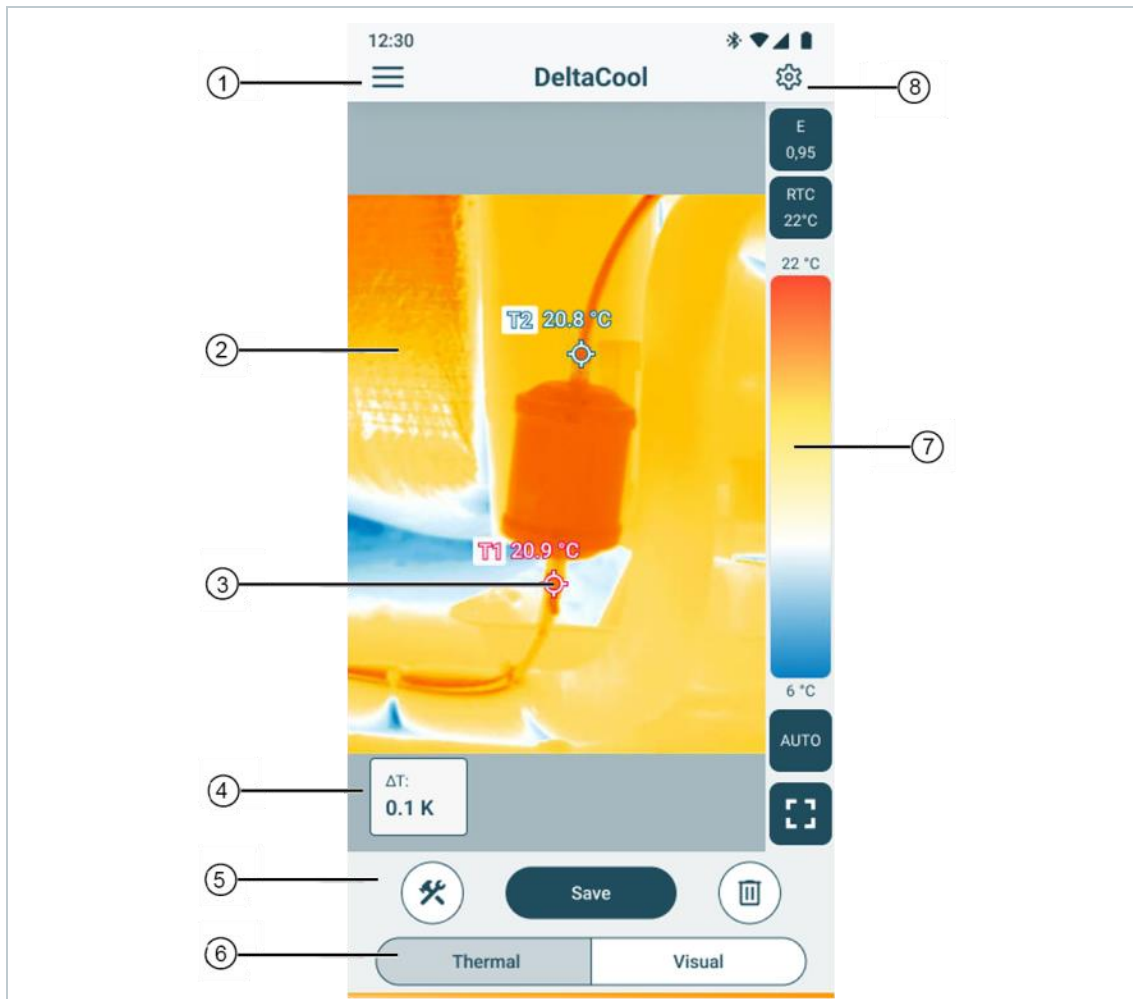 12:30
1
DeltaCool
8
E
0,95
RTC
22°C
22 °C
T2 20.8 °C
2
7
T1 20.9 °C
3
6 °C
AUTO
4
ΔT:
0.1 K
5
Save
6
Thermal
Visual